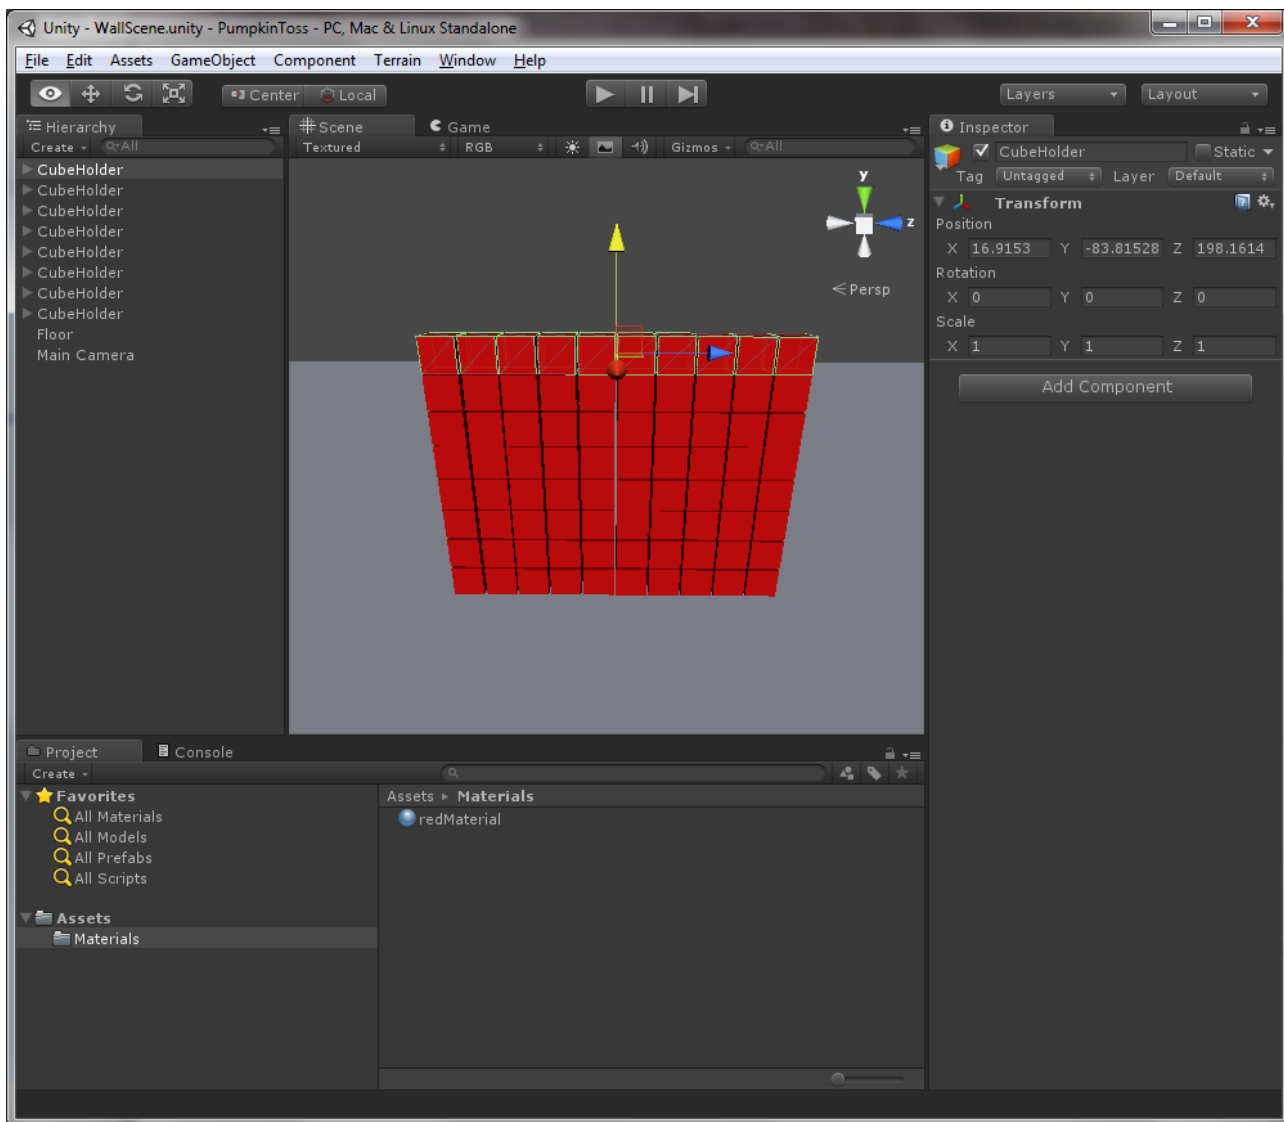 Unity - WallScene.unity - PumpkinToss - PC, Mac & Linux Standalone
File Edit Assets GameObject Component Terrain Window Help
Center Local Layers Layout
Hierarchy
Create All
CubeHolder
CubeHolder
CubeHolder
CubeHolder
CubeHolder
CubeHolder
CubeHolder
CubeHolder
Floor
Main Camera
Scene Game
Textured RGB Gizmos All
y
z
Persp
Inspector
CubeHolder Static
Tag Untagged Layer Default
Transform
Position
X 16.9153 Y -83.81528 Z 198.1614
Rotation
X 0 Y 0 Z 0
Scale
X 1 Y 1 Z 1
Add Component
Project Console
Create
Favorites
All Materials
All Models
All Prefabs
All Scripts
Assets
Materials
Assets ▸ Materials
redMaterial